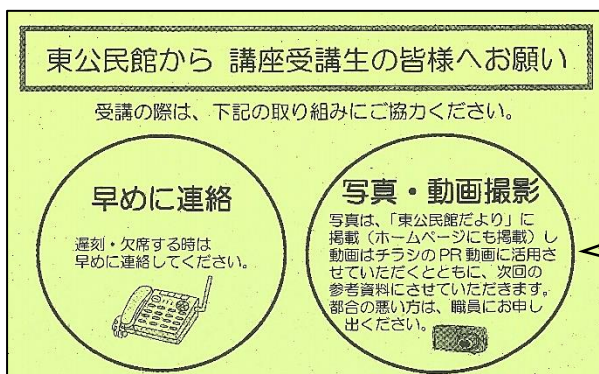 東公民館から 講座受講生の皆様へお願い
受講の際は、下記の取り組みにご協力ください。
早めに連絡
遅刻・欠席する時は
早めに連絡してください。
写真・動画撮影
写真は、「東公民館だより」に
掲載（ホームページにも掲載）し
動画はチラシのPR動画に活用さ
せていただくとともに、次回の
参考資料にさせていただきます。
都合の悪い方は、職員にお申し
出ください。